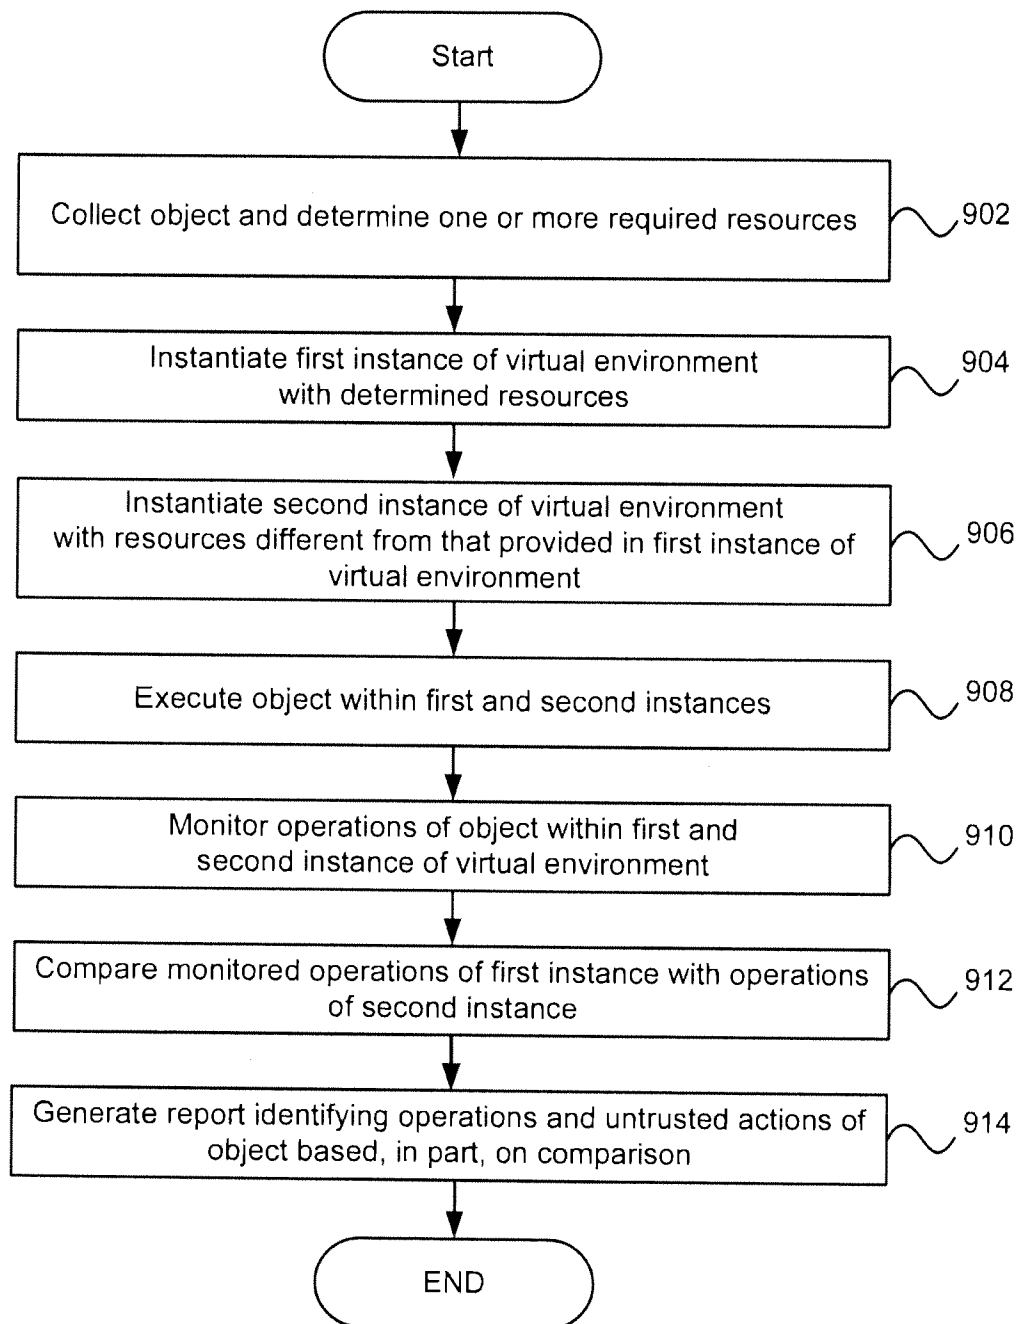 Start
Collect object and determine one or more required resources
902
Instantiate first instance of virtual environment
with determined resources
904
Instantiate second instance of virtual environment
with resources different from that provided in first instance of
virtual environment
906
Execute object within first and second instances
908
Monitor operations of object within first and
second instance of virtual environment
910
Compare monitored operations of first instance with operations
of second instance
912
Generate report identifying operations and untrusted actions of
object based, in part, on comparison
914
END